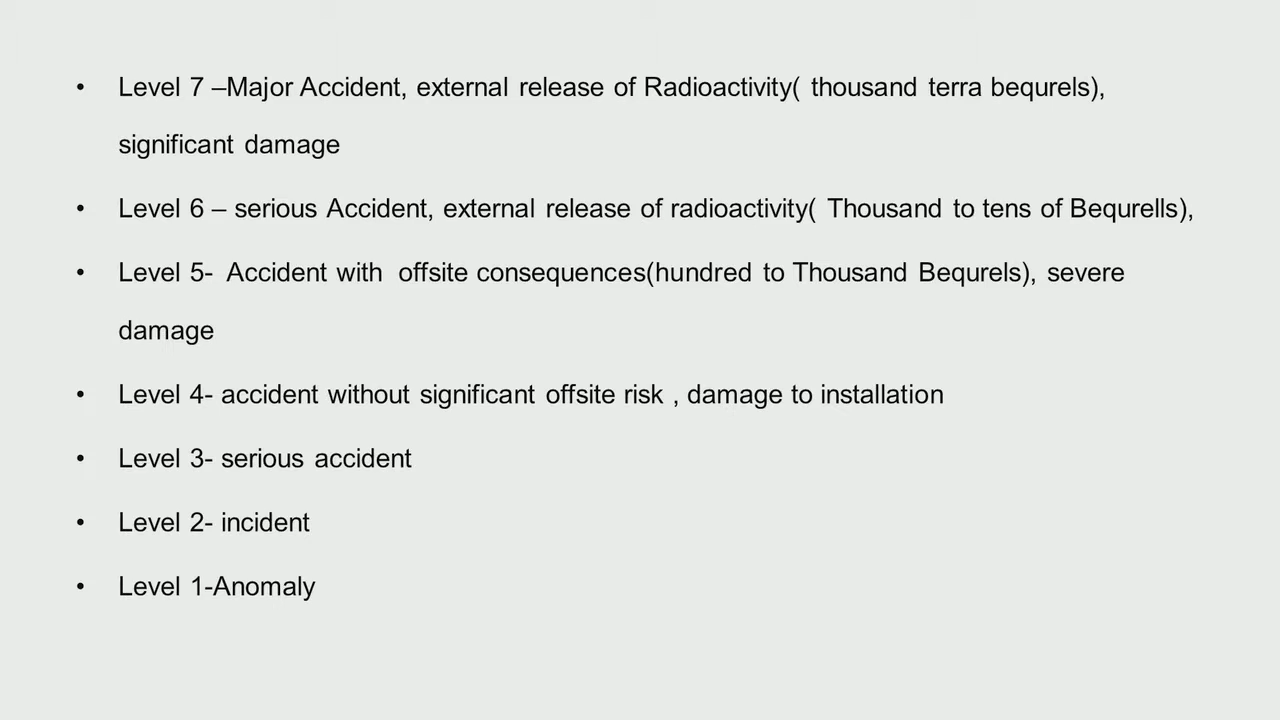 • Level 7 –Major Accident, external release of Radioactivity( thousand terra bequrels),
significant damage
• Level 6 – serious Accident, external release of radioactivity( Thousand to tens of Bequrells),
• Level 5- Accident with offsite consequences(hundred to Thousand Bequrels), severe
damage
• Level 4- accident without significant offsite risk , damage to installation
• Level 3- serious accident
• Level 2- incident
• Level 1-Anomaly